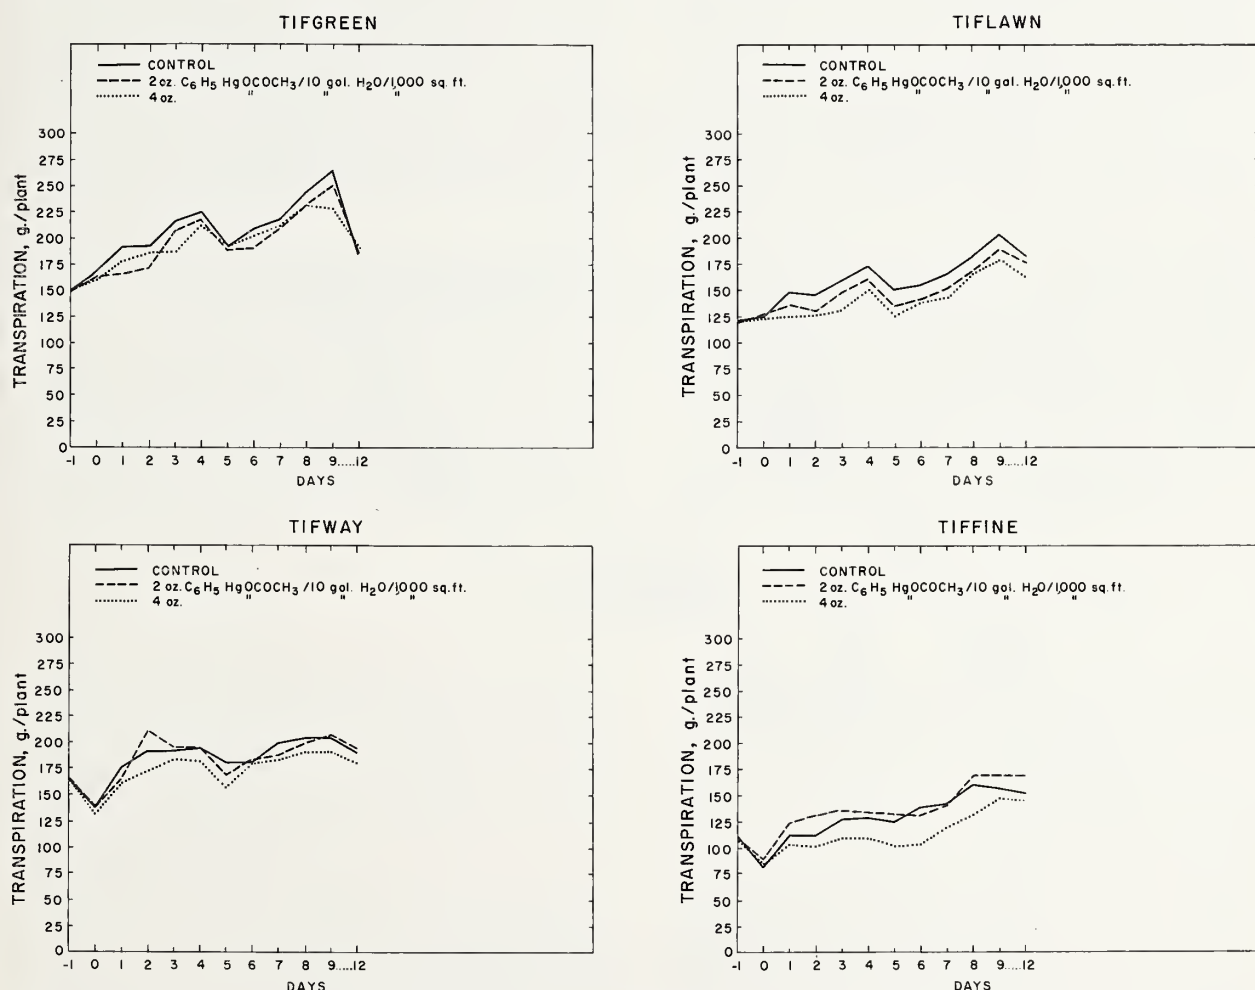 TIFGREEN
CONTROL
2 oz. C6 H5 HgOCOCH3/10 gal. H2O/1,000 sq. ft.
4 oz. " " "
TRANSPIRATION, g./plant
300
275
250
225
200
175
150
125
100
75
50
25
0
-1 0 1 2 3 4 5 6 7 8 9.....12
DAYS
TIFLAWN
CONTROL
2 oz. C6 H5 HgOCOCH3/10 gal. H2O/1,000 sq. ft.
4 oz. " " "
TRANSPIRATION, g./plant
300
275
250
225
200
175
150
125
100
75
50
25
0
-1 0 1 2 3 4 5 6 7 8 9.....12
DAYS
TIFWAY
CONTROL
2 oz. C6 H5 HgOCOCH3/10 gal. H2O/1,000 sq. ft.
4 oz. " " "
TRANSPIRATION, g./plant
300
275
250
225
200
175
150
125
100
75
50
25
0
-1 0 1 2 3 4 5 6 7 8 9.....12
DAYS
TIFFINE
CONTROL
2 oz. C6 H5 HgOCOCH3/10 gal. H2O/1,000 sq. ft.
4 oz. " " "
TRANSPIRATION, g./plant
300
275
250
225
200
175
150
125
100
75
50
25
0
-1 0 1 2 3 4 5 6 7 8 9.....12
DAYS